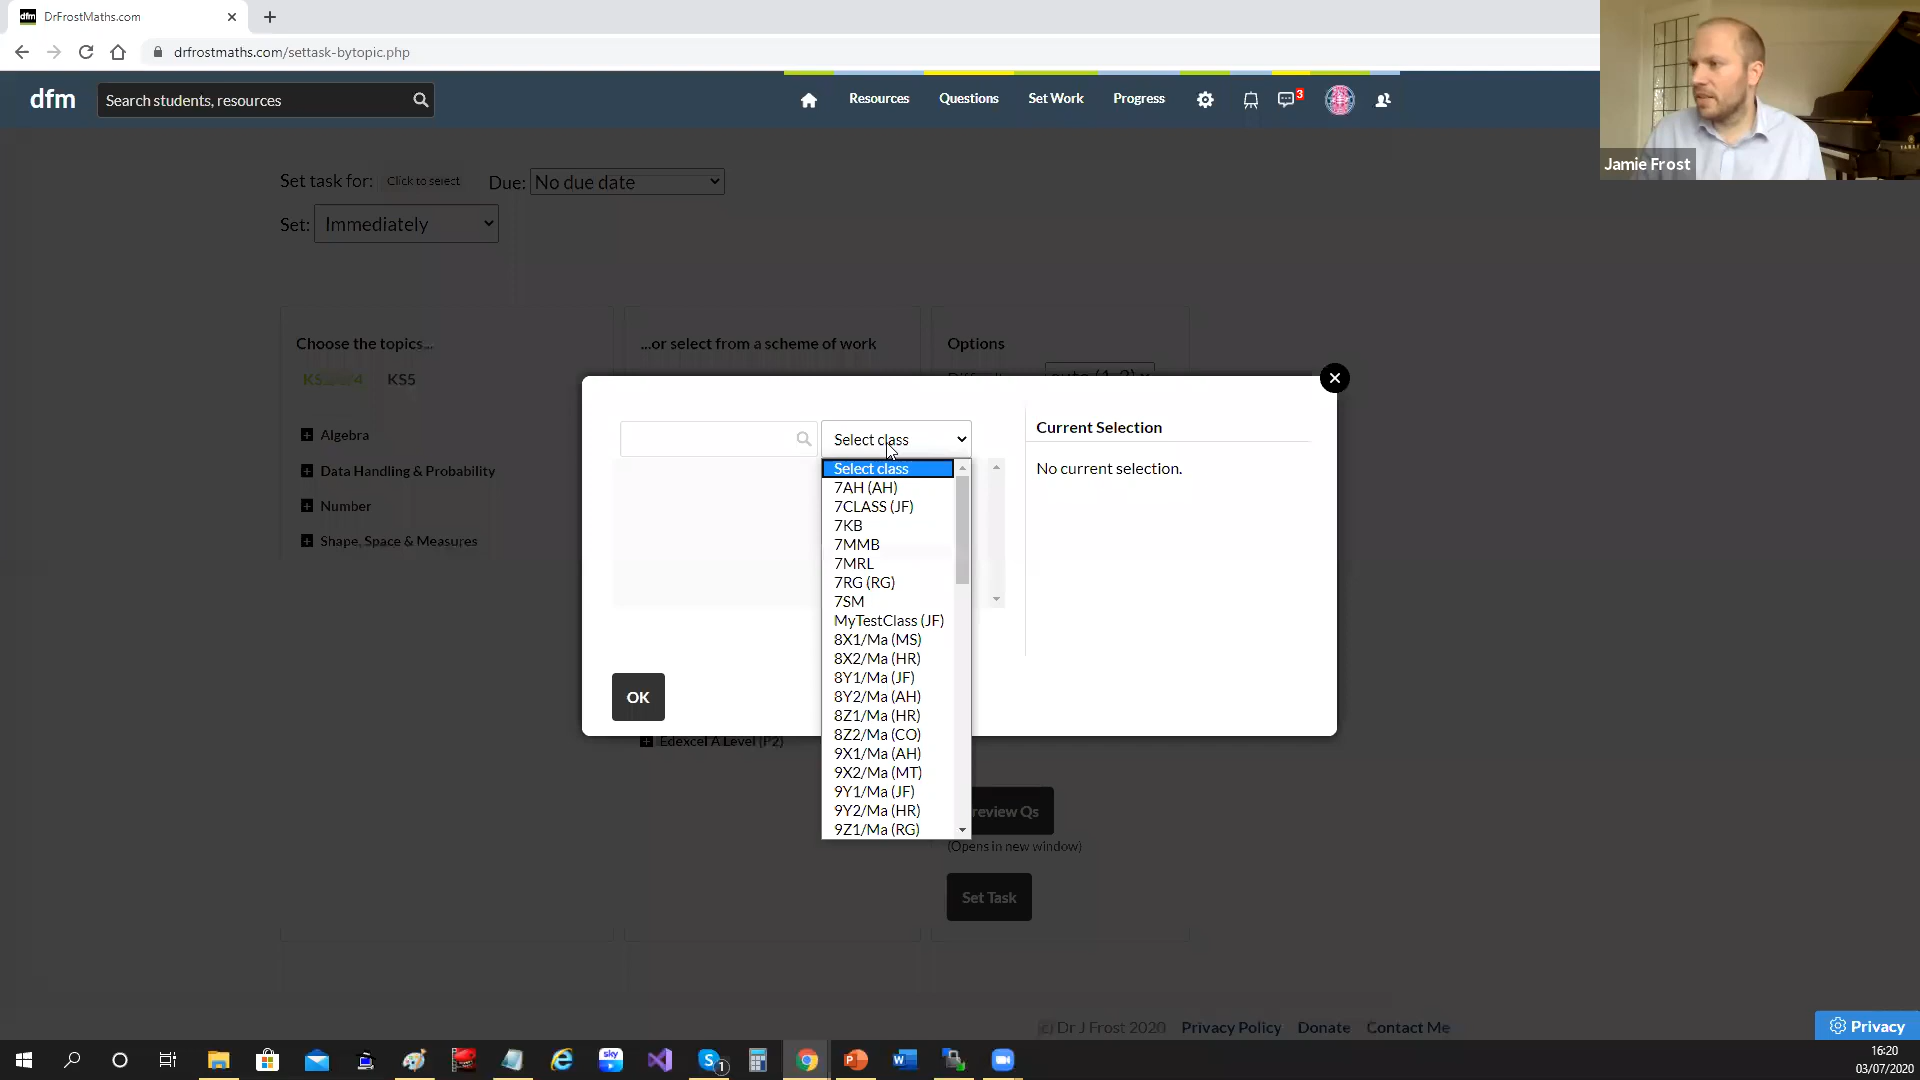 DrFrostMaths.com
drfrostmaths.com/settask-bytopic.php
dfm
Search students, resources
Resources
Questions
Set Work
Progress
3
Jamie Frost
Set task for:
Click to select
Due:
No due date
Set:
Immediately
Choose the topics...
KS5
Algebra
Data Handling & Probability
Number
Shape, Space & Measures
...or select from a scheme of work
Edexcel A Level (P2)
Options
Select class
Select class
7AH (AH)
7CLASS (JF)
7KB
7MMB
7MRL
7RG (RG)
7SM
MyTestClass (JF)
8X1/Ma (MS)
8X2/Ma (HR)
8Y1/Ma (JF)
8Y2/Ma (AH)
8Z1/Ma (HR)
8Z2/Ma (CO)
9X1/Ma (AH)
9X2/Ma (MT)
9Y1/Ma (JF)
9Y2/Ma (HR)
9Z1/Ma (RG)
Current Selection
No current selection.
OK
review Qs
(Opens in new window)
Set Task
Dr J Frost 2020
Privacy Policy
Donate
Contact Me
Privacy
sky
1
16:20
03/07/2020